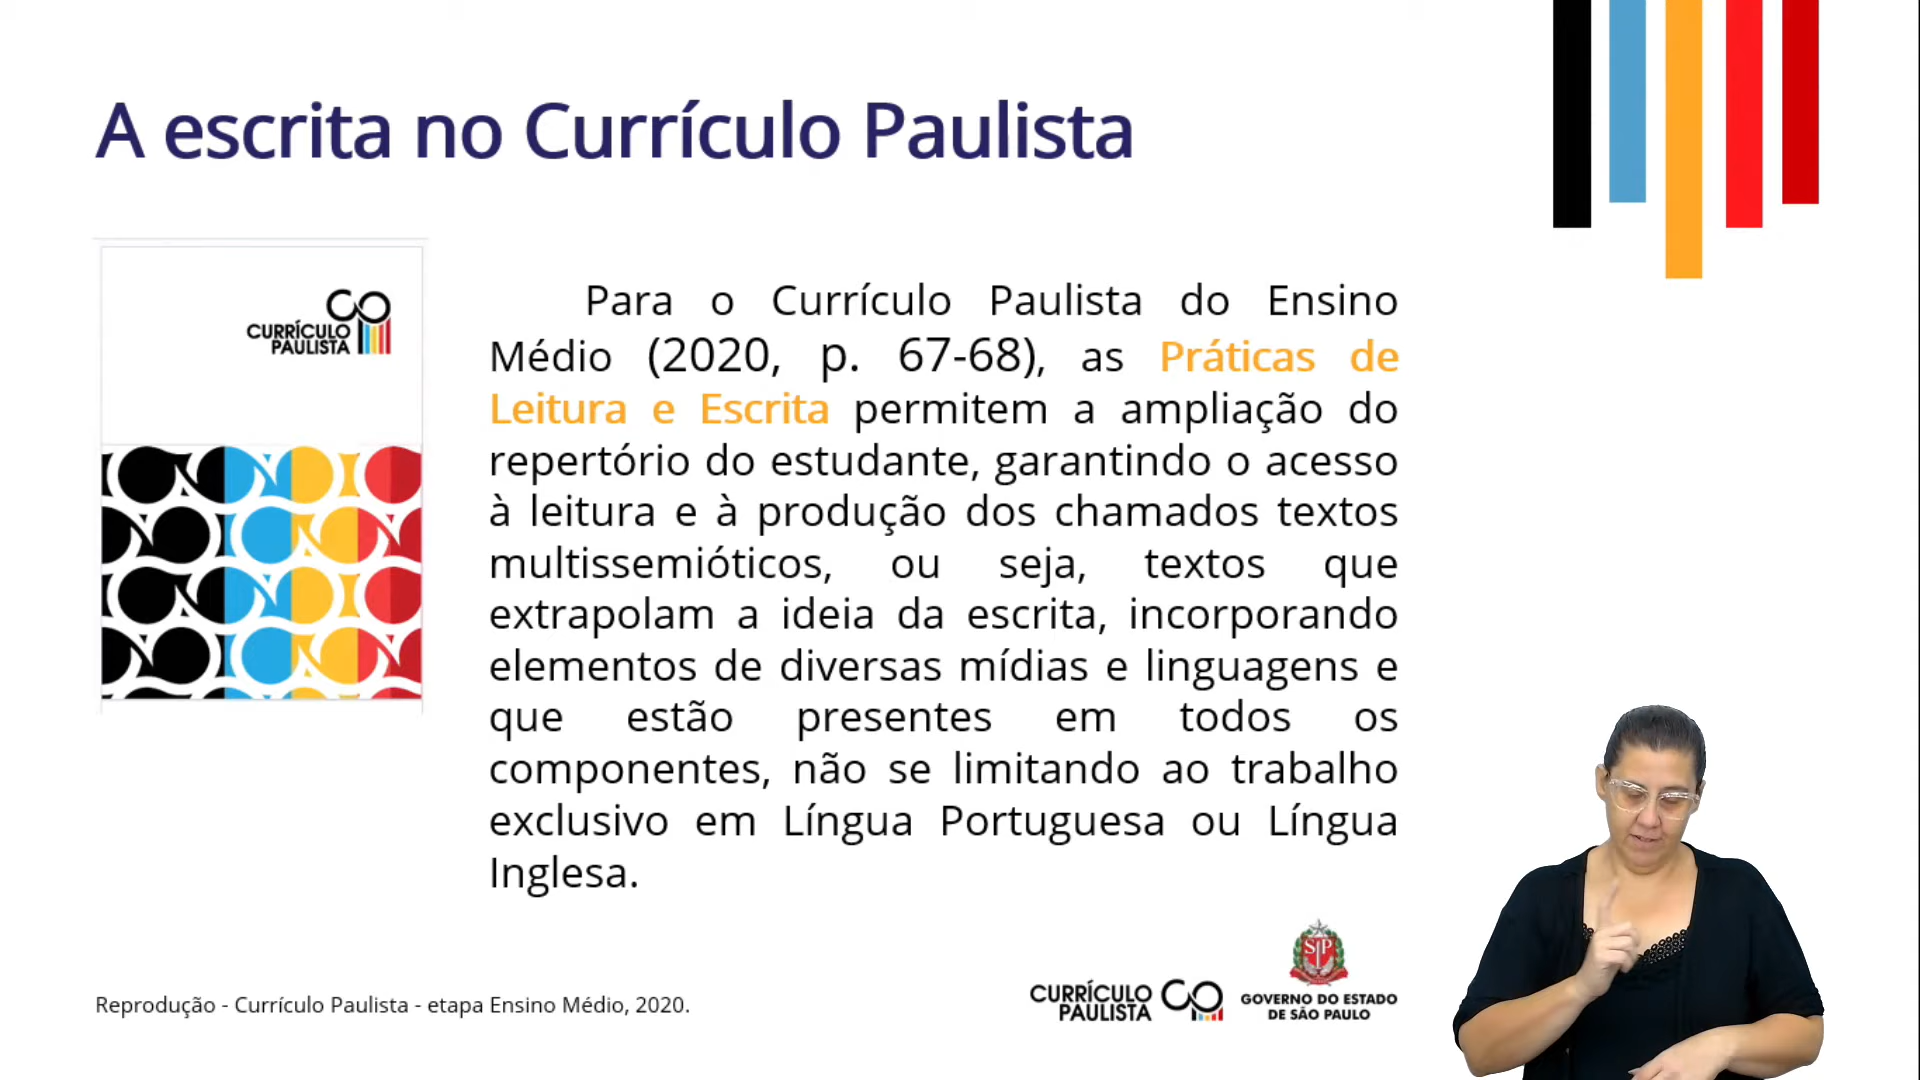 A escrita no Currículo Paulista
CURRÍCULO
PAULISTA
Para o Currículo Paulista do Ensino
Médio (2020, p. 67-68), as Práticas de
Leitura e Escrita permitem a ampliação do
repertório do estudante, garantindo o acesso
à leitura e à produção dos chamados textos
multissemióticos, ou seja, textos que
extrapolam a ideia da escrita, incorporando
elementos de diversas mídias e linguagens e
que estão presentes em todos os
componentes, não se limitando ao trabalho
exclusivo em Língua Portuguesa ou Língua
Inglesa.
Reprodução - Currículo Paulista - etapa Ensino Médio, 2020.
CURRÍCULO
PAULISTA
SP
GOVERNO DO ESTADO
DE SÃO PAULO